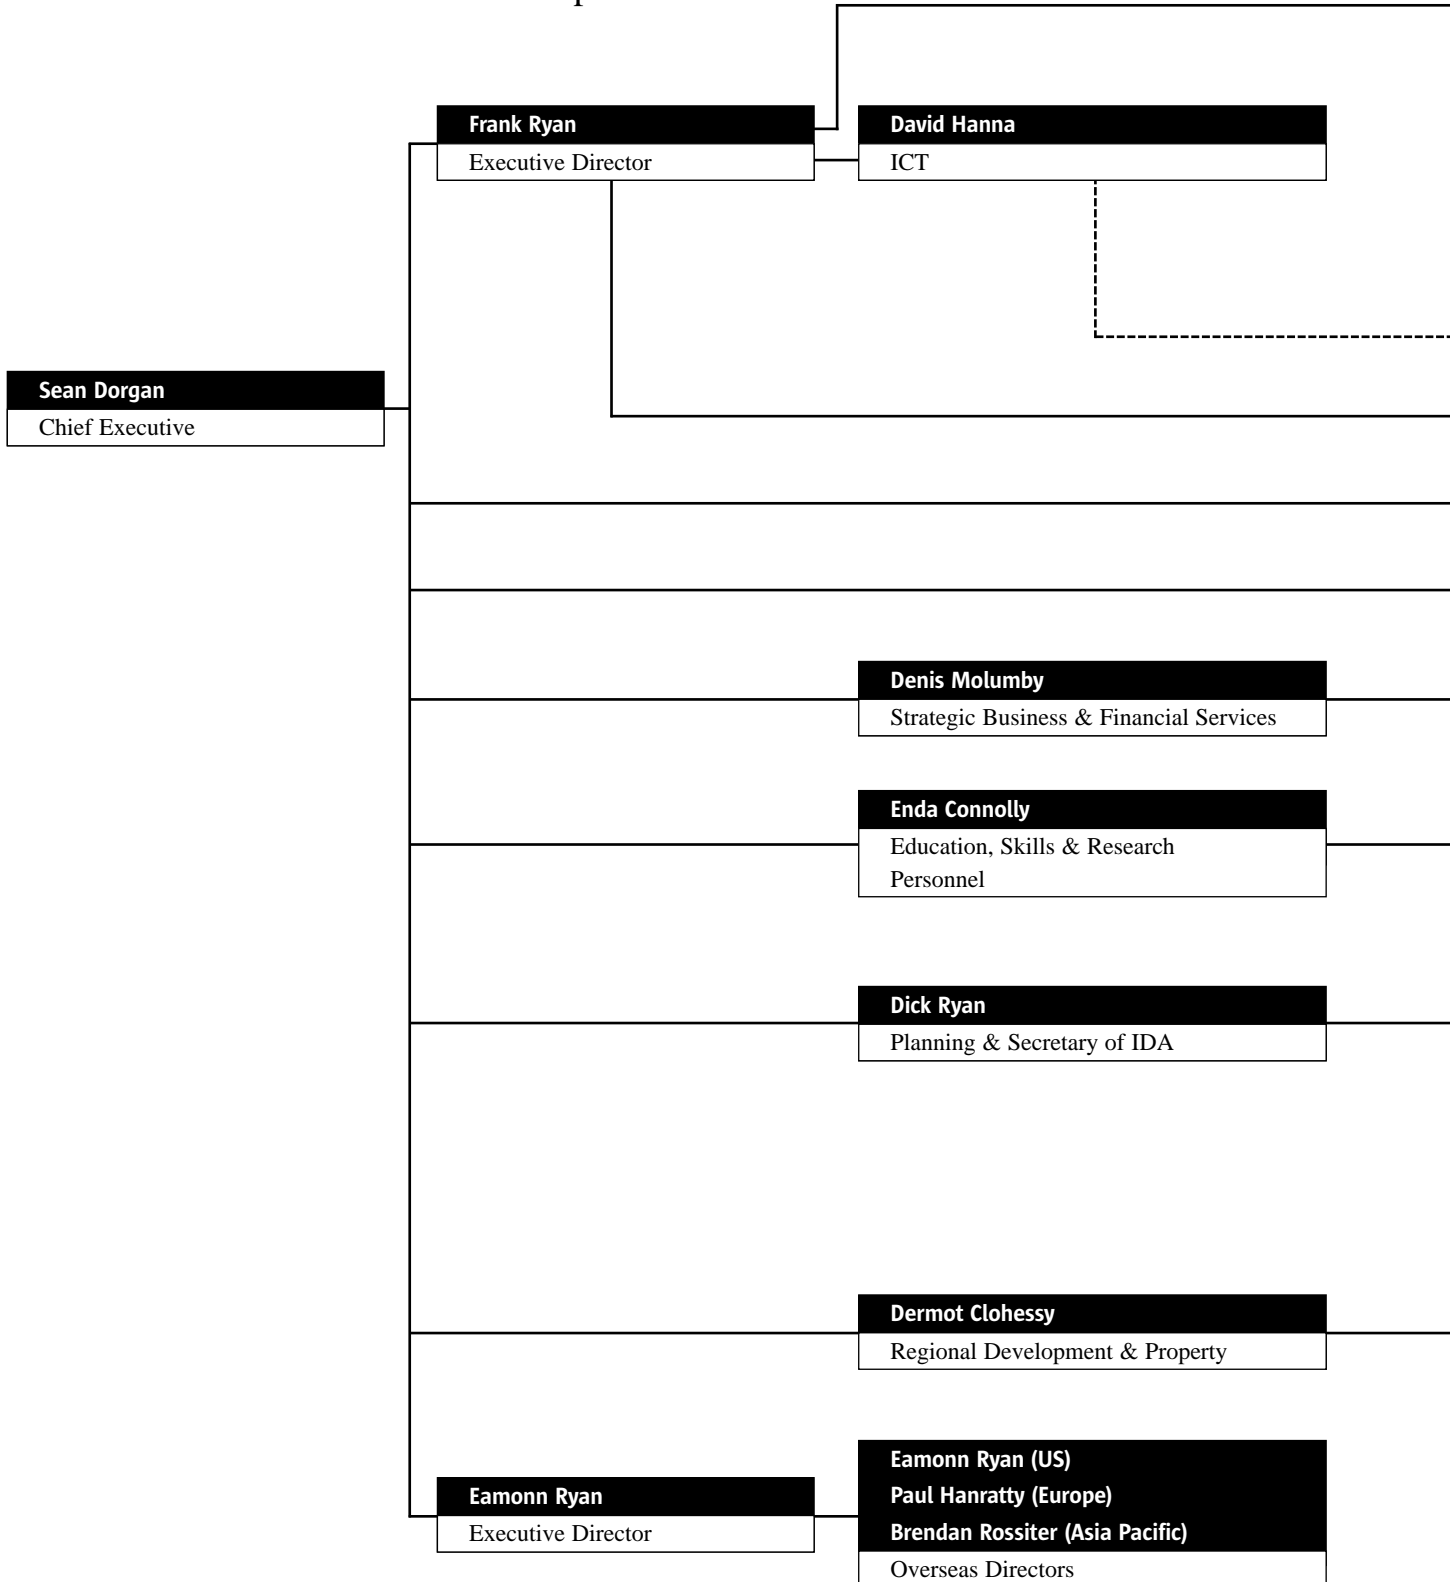 Frank Ryan
Executive Director
David Hanna
ICT
Sean Dorgan
Chief Executive
Denis Molumby
Strategic Business & Financial Services
Enda Connolly
Education, Skills & Research
Personnel
Dick Ryan
Planning & Secretary of IDA
Dermot Clohessy
Regional Development & Property
Eamonn Ryan
Executive Director
Eamonn Ryan (US)
Paul Hanratty (Europe)
Brendan Rossiter (Asia Pacific)
Overseas Directors